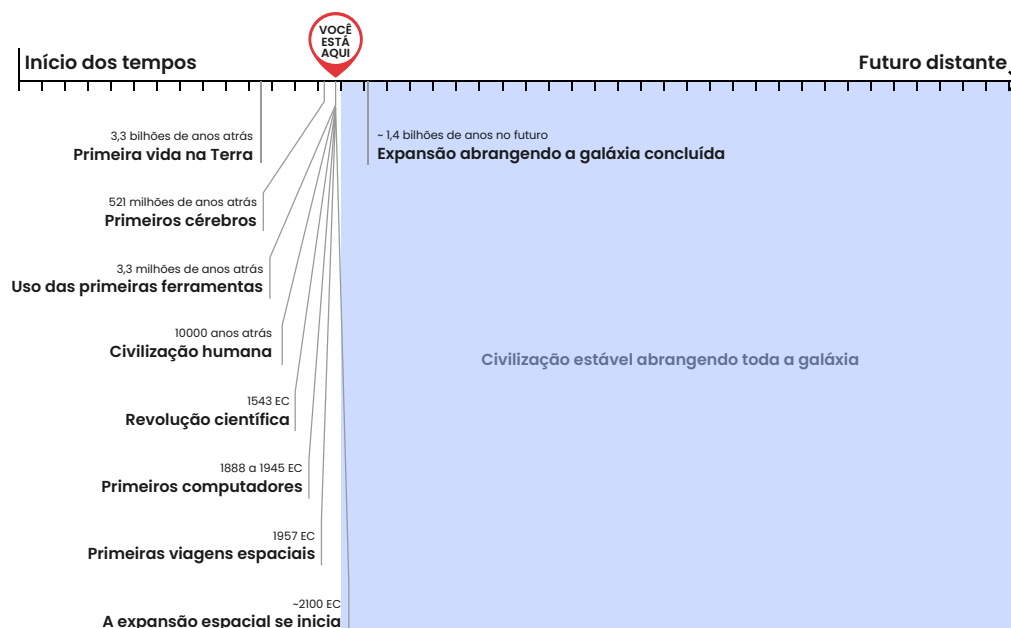 VOCÊ
ESTÁ
AQUI
Início dos tempos
Futuro distante
3,3 bilhões de anos atrás
Primeira vida na Terra
~ 1,4 bilhões de anos no futuro
Expansão abrangendo a galáxia concluída
521 milhões de anos atrás
Primeiros cérebros
3,3 milhões de anos atrás
Uso das primeiras ferramentas
10000 anos atrás
Civilização humana
Civilização estável abrangendo toda a galáxia
1543 EC
Revolução científica
1888 a 1945 EC
Primeiros computadores
1957 EC
Primeiras viagens espaciais
~2100 EC
A expansão espacial se inicia